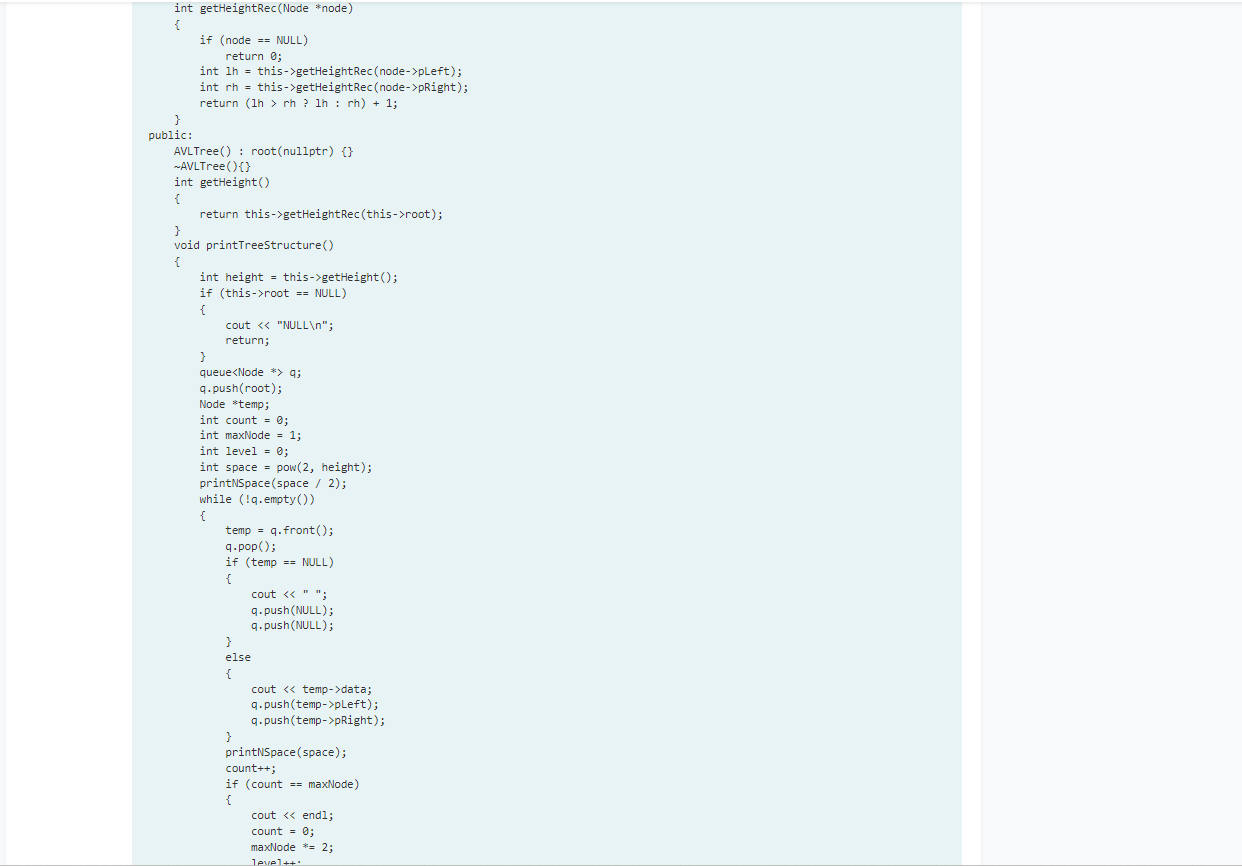 int getHeightRec(Node *node)
{
if (node == NULL)
return 0;
int lh = this->getHeightRec(node->pLeft);
int rh = this->getHeightRec(node->pRight);
return (lh > rh ? lh : rh) + 1;
}
public:
AVLTree() : root(nullptr) {}
~AVLTree(){}
int getHeight()
{
return this->getHeightRec(this->root);
}
void printTreeStructure()
{
int height = this->getHeight();
if (this->root == NULL)
{
cout << "NULL\n";
return;
}
queue<Node *> q;
q.push(root);
Node *temp;
int count = 0;
int maxNode = 1;
int level = 0;
int space = pow(2, height);
printNSpace(space / 2);
while (!q.empty())
{
temp = q.front();
q.pop();
if (temp == NULL)
{
cout << " ";
q.push(NULL);
q.push(NULL);
}
else
{
cout << temp->data;
q.push(temp->pLeft);
q.push(temp->pRight);
}
printNSpace(space);
count++;
if (count == maxNode)
{
cout << endl;
count = 0;
maxNode *= 2;
level++;